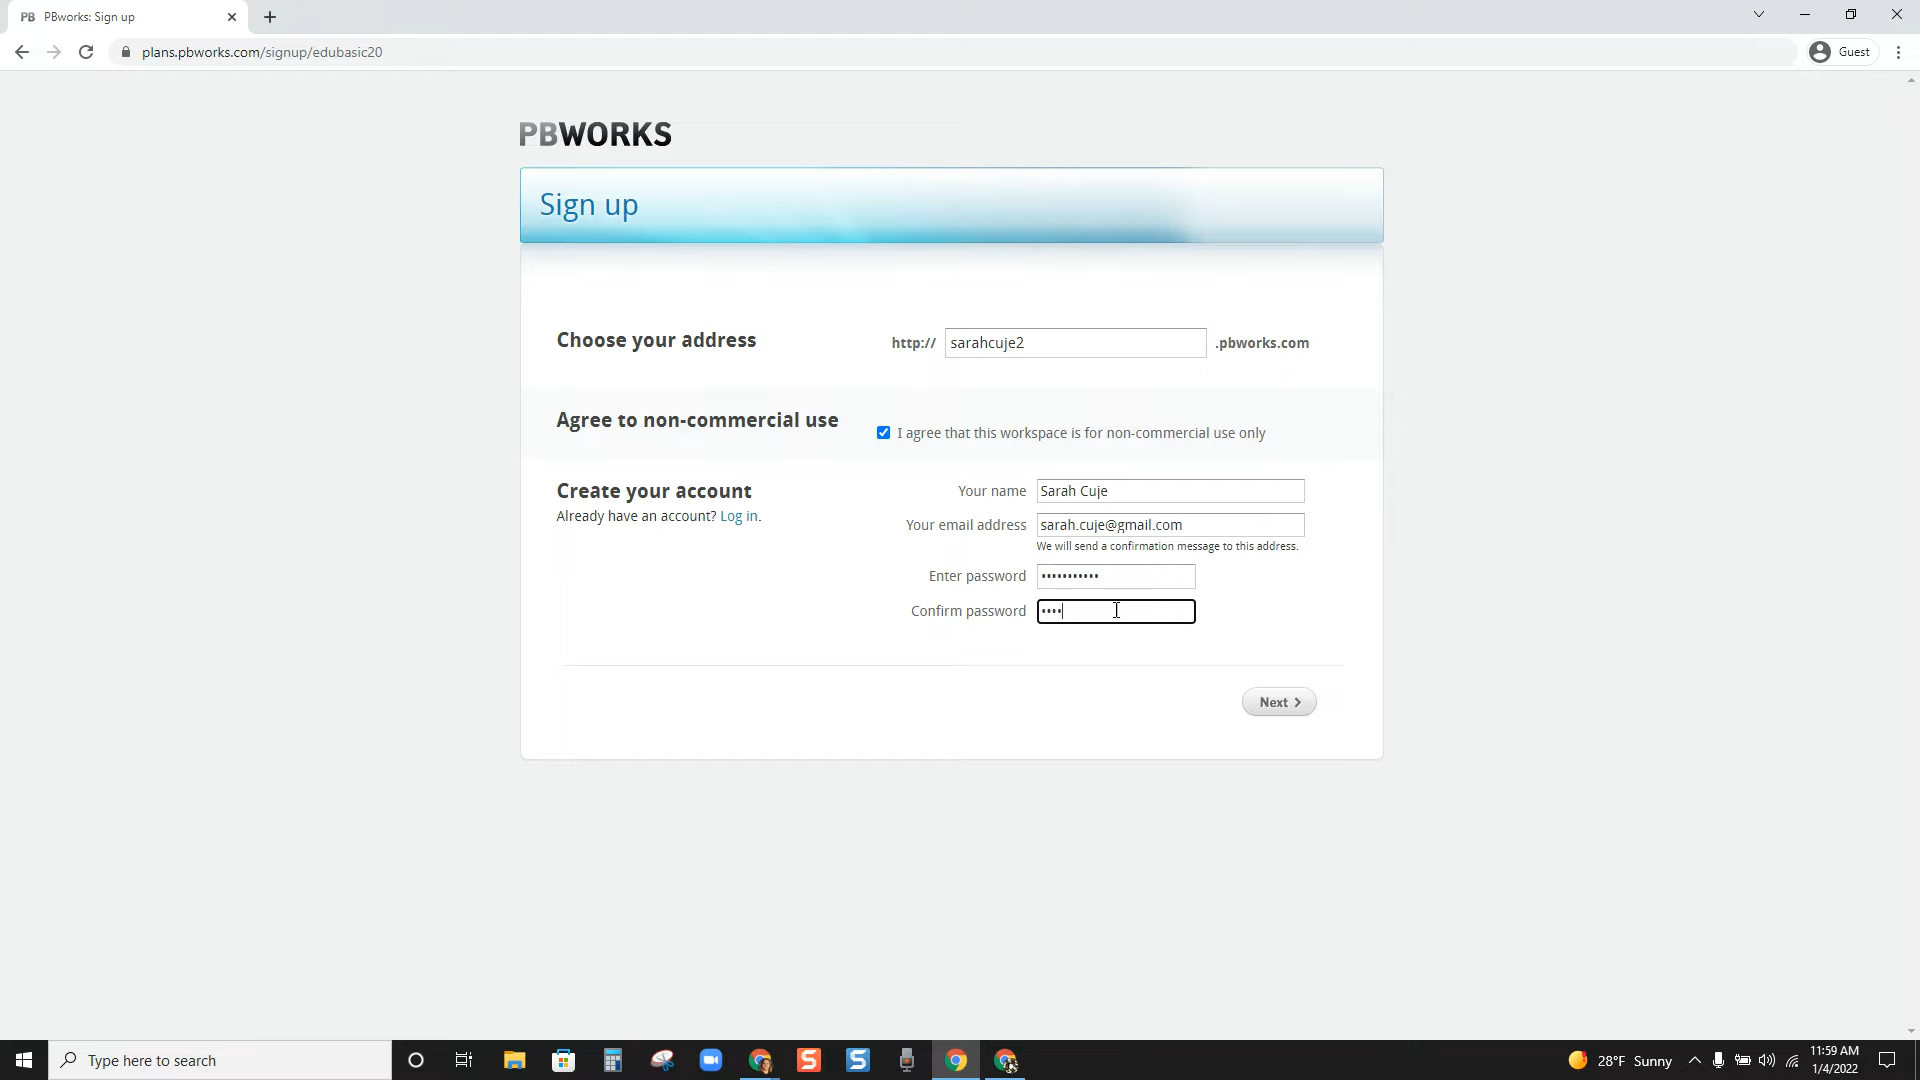 PB PBworks: Sign up
plans.pbworks.com/signup/edubasic20
Guest
PBWORKS
Sign up
Choose your address
http:// sarahcuje2 .pbworks.com
Agree to non-commercial use
I agree that this workspace is for non-commercial use only
Create your account
Already have an account? Log in.
Your name Sarah Cuje
Your email address sarah.cuje@gmail.com
We will send a confirmation message to this address.
Enter password •••••••••••
Confirm password ••••
Next
Type here to search
S
S
28°F Sunny
11:59 AM
1/4/2022